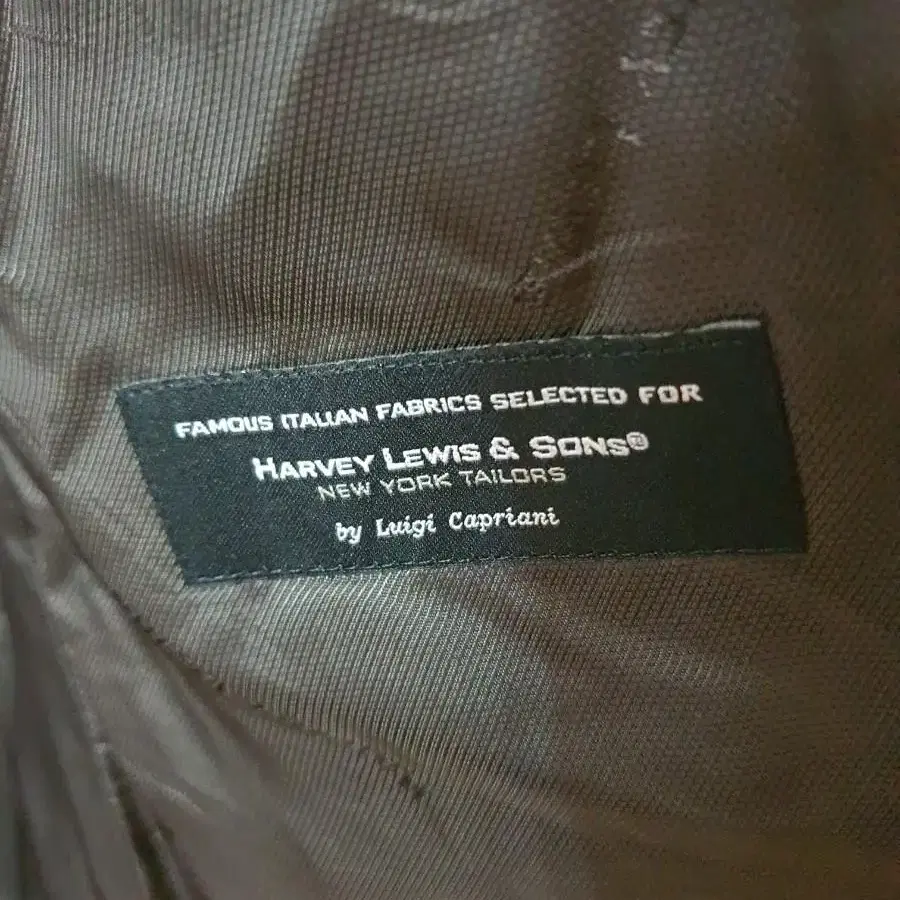 FAMOUS ITALIAN FABRICS SELECTED FOR
HARVEY LEWIS & SONS®
NEW YORK TAILORS
by Luigi Capriani